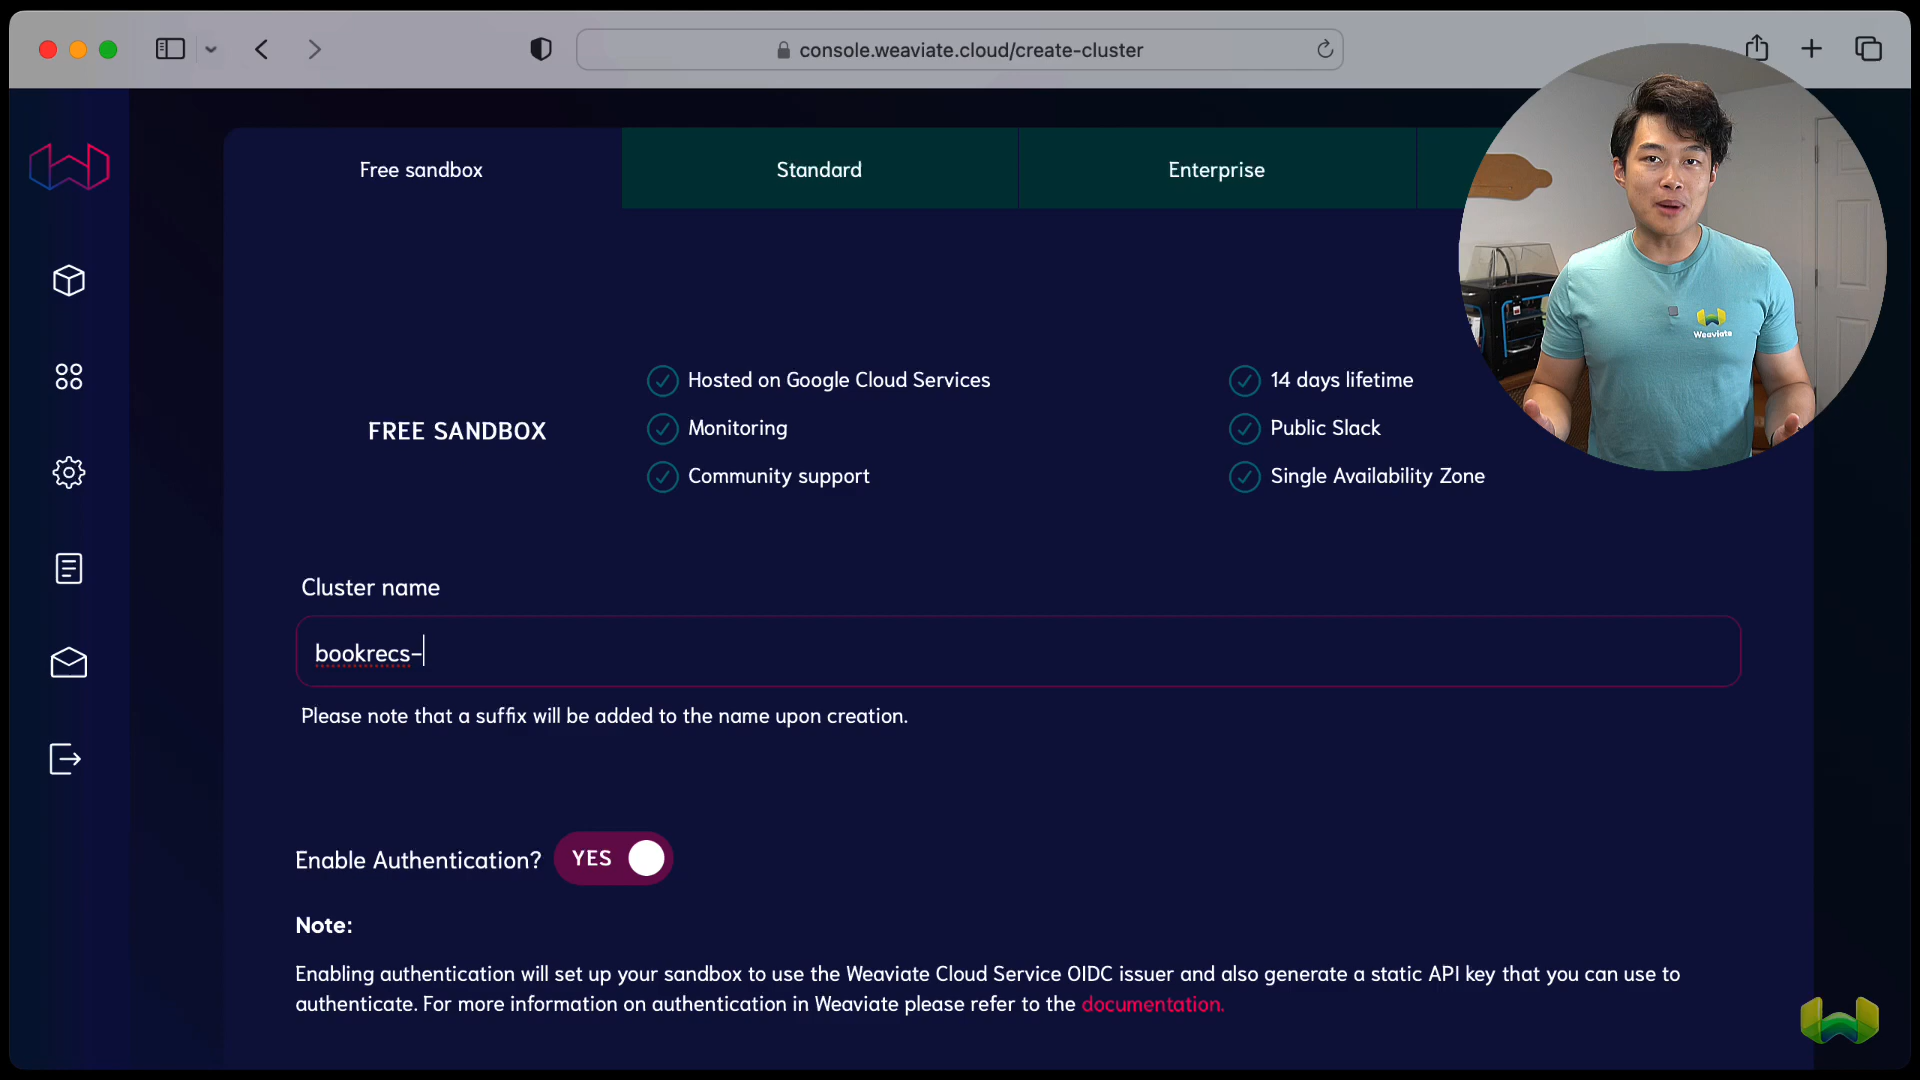 console.weaviate.cloud/create-cluster
Free sandbox
Standard
Enterprise
FREE SANDBOX
Hosted on Google Cloud Services
Monitoring
Community support
14 days lifetime
Public Slack
Single Availability Zone
Weaviate
Cluster name
bookrecs-
Please note that a suffix will be added to the name upon creation.
Enable Authentication?
YES
Note:
Enabling authentication will set up your sandbox to use the Weaviate Cloud Service OIDC issuer and also generate a static API key that you can use to
authenticate. For more information on authentication in Weaviate please refer to the documentation.